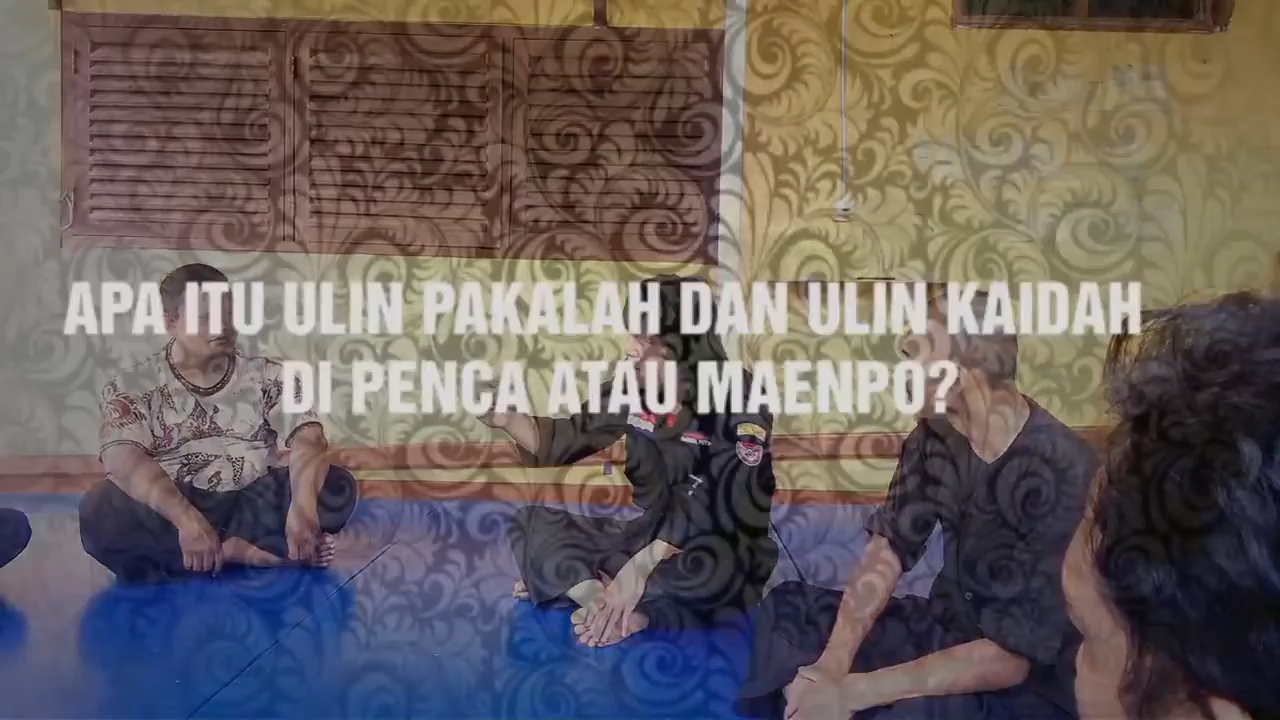 APA ITU ULIN PAKALAH DAN ULIN KAIDAH
DI PENCA ATAU MAENPO?